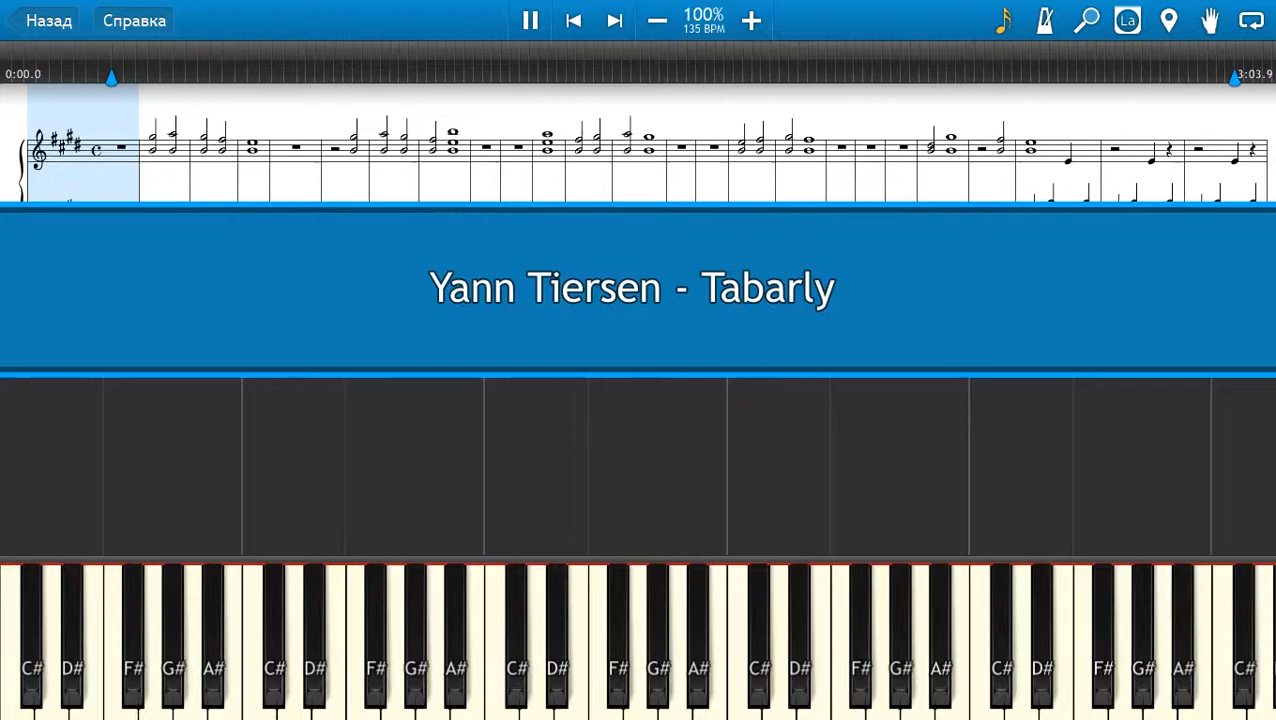 Назад Справка 100% La
135 BPM
0:00.0 3:03.9
Yann Tiersen - Tabarly
C# D# F# G# A# C# D# F# G# A# C# D# F# G# A# C# D# F# G# A# C# D# F# G# A# C#